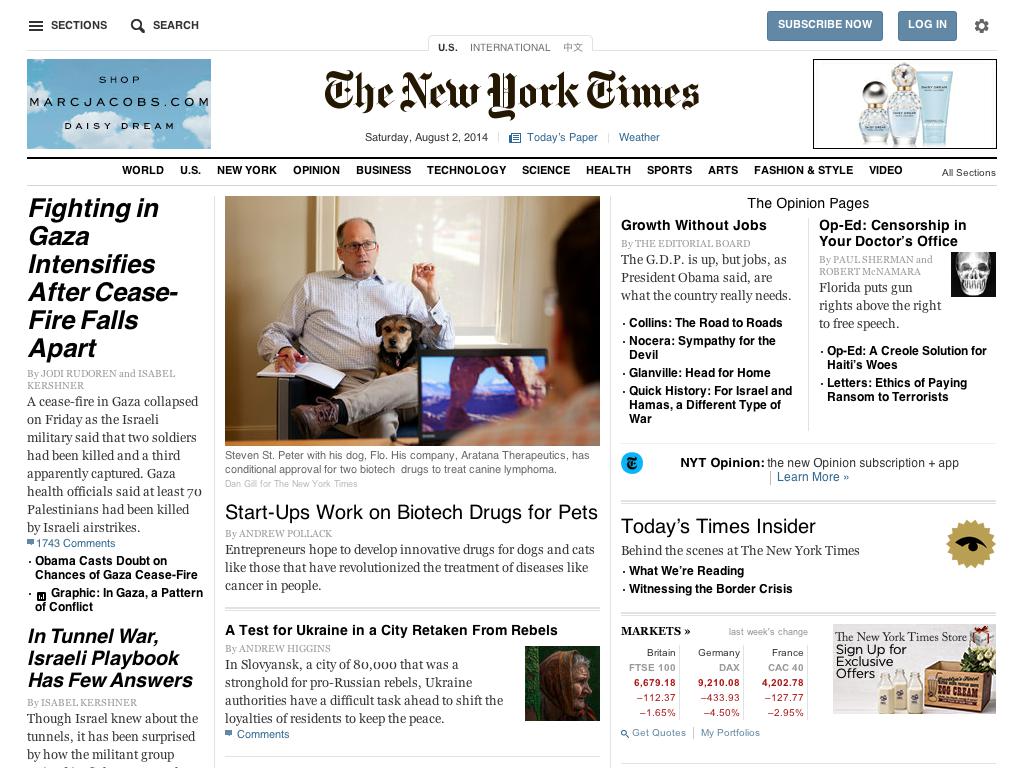 SECTIONS
SEARCH
SUBSCRIBE NOW
LOG IN
U.S.
INTERNATIONAL
中文
SHOP
MARCJACOBS.COM
DAISY DREAM
The New York Times
Saturday, August 2, 2014
Today's Paper
Weather
WORLD
U.S.
NEW YORK
OPINION
BUSINESS
TECHNOLOGY
SCIENCE
HEALTH
SPORTS
ARTS
FASHION & STYLE
VIDEO
All Sections
Fighting in
Gaza
Intensifies
After Cease-
Fire Falls
Apart
By JODI RUDOREN and ISABEL
KERSHNER
A cease-fire in Gaza collapsed
on Friday as the Israeli
military said that two soldiers
had been killed and a third
apparently captured. Gaza
health officials said at least 70
Palestinians had been killed
by Israeli airstrikes.
1743 Comments
· Obama Casts Doubt on
Chances of Gaza Cease-Fire
· Graphic: In Gaza, a Pattern
of Conflict
In Tunnel War,
Israeli Playbook
Has Few Answers
By ISABEL KERSHNER
Though Israel knew about the
tunnels, it has been surprised
by how the militant group
Steven St. Peter with his dog, Flo. His company, Aratana Therapeutics, has
conditional approval for two biotech drugs to treat canine lymphoma.
Dan Gill for The New York Times
Start-Ups Work on Biotech Drugs for Pets
By ANDREW POLLACK
Entrepreneurs hope to develop innovative drugs for dogs and cats
like those that have revolutionized the treatment of diseases like
cancer in people.
A Test for Ukraine in a City Retaken From Rebels
By ANDREW HIGGINS
In Slovyansk, a city of 80,000 that was a
stronghold for pro-Russian rebels, Ukraine
authorities have a difficult task ahead to shift the
loyalties of residents to keep the peace.
Comments
The Opinion Pages
Growth Without Jobs
By THE EDITORIAL BOARD
The G.D.P. is up, but jobs, as
President Obama said, are
what the country really needs.
· Collins: The Road to Roads
· Nocera: Sympathy for the
Devil
· Glanville: Head for Home
· Quick History: For Israel and
Hamas, a Different Type of
War
Op-Ed: Censorship in
Your Doctor's Office
By PAUL SHERMAN and
ROBERT McNAMARA
Florida puts gun
rights above the right
to free speech.
· Op-Ed: A Creole Solution for
Haiti's Woes
· Letters: Ethics of Paying
Ransom to Terrorists
NYT Opinion: the new Opinion subscription + app
Learn More »
Today's Times Insider
Behind the scenes at The New York Times
· What We're Reading
· Witnessing the Border Crisis
MARKETS »
last week's change
Britain Germany France
FTSE 100 DAX CAC 40
6,679.18 9,210.08 4,202.78
−112.37 −433.93 −127.77
−1.65% −4.50% −2.95%
Get Quotes
My Portfolios
The New York Times Store
Sign Up for
Exclusive
Offers
EGG CREAM